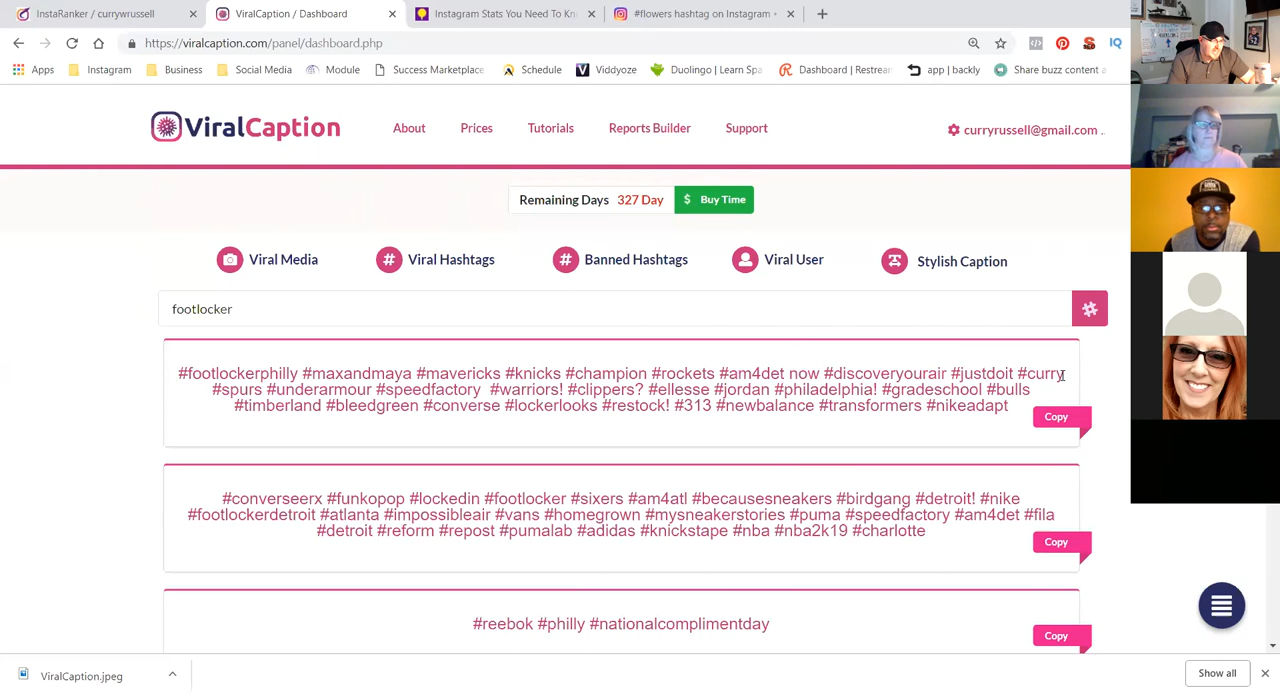 InstaRanker / curryrussell
ViralCaption / Dashboard
Instagram Stats You Need To Kn
#flowers hashtag on Instagram •
https://viralcaption.com/panel/dashboard.php
Apps Instagram Business Social Media Module Success Marketplace Schedule Viddyoze Duolingo | Learn Spa Dashboard | Restrea app | backly Share buzz content a
ViralCaption
About Prices Tutorials Reports Builder Support
curryrussell@gmail.com ..
Remaining Days 327 Day $ Buy Time
Viral Media Viral Hashtags Banned Hashtags Viral User Stylish Caption
footlocker
#footlockerphilly #maxandmaya #mavericks #knicks #champion #rockets #am4det now #discoveryourair #justdoit #curry
#spurs #underarmour #speedfactory #warriors! #clippers? #ellesse #jordan #philadelphia! #gradeschool #bulls
#timberland #bleedgreen #converse #lockerlooks #restock! #313 #newbalance #transformers #nikeadapt
Copy
#converseerx #funkopop #lockedin #footlocker #sixers #am4atl #becausesneakers #birdgang #detroit! #nike
#footlockerdetroit #atlanta #impossibleair #vans #homegrown #mysneakerstories #puma #speedfactory #am4det #fila
#detroit #reform #repost #pumalab #adidas #knickstape #nba #nba2k19 #charlotte
Copy
#reebok #philly #nationalcomplimentday
Copy
ViralCaption.jpeg
Show all
IQ